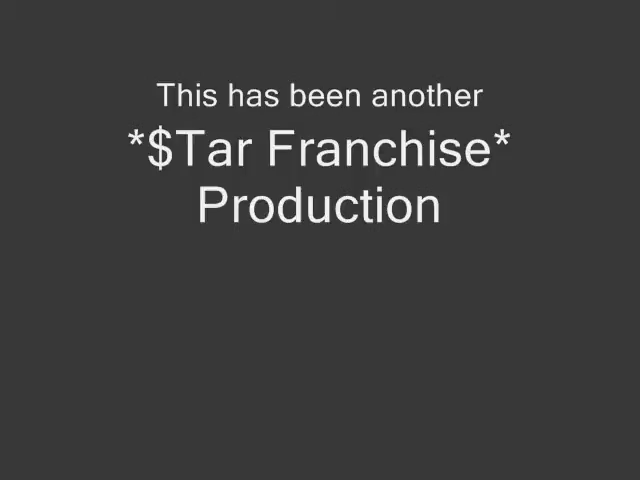 This has been another
*$Tar Franchise*
Production